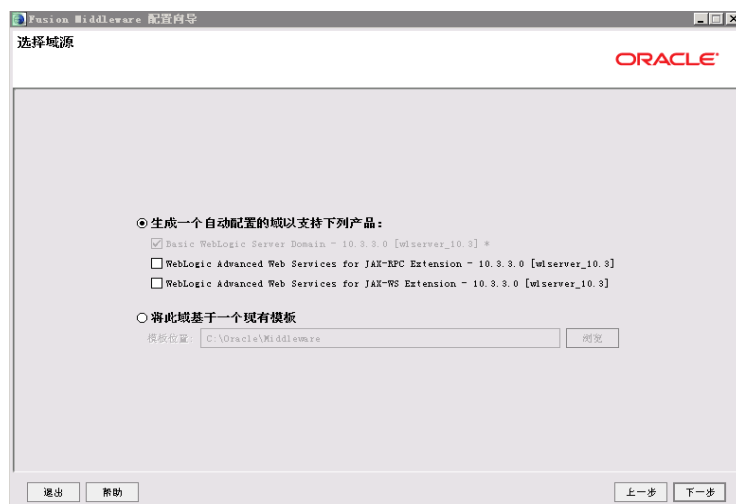 Fusion Middleware 配置向导
选择域源
ORACLE
生成一个自动配置的域以支持下列产品:
Basic WebLogic Server Domain - 10.3.3.0 [wlserver_10.3] *
WebLogic Advanced Web Services for JAX-RPC Extension - 10.3.3.0 [wlserver_10.3]
WebLogic Advanced Web Services for JAX-WS Extension - 10.3.3.0 [wlserver_10.3]
将此域基于一个现有模板
模板位置: C:\Oracle\Middleware 浏览
退出 帮助 上一步 下一步